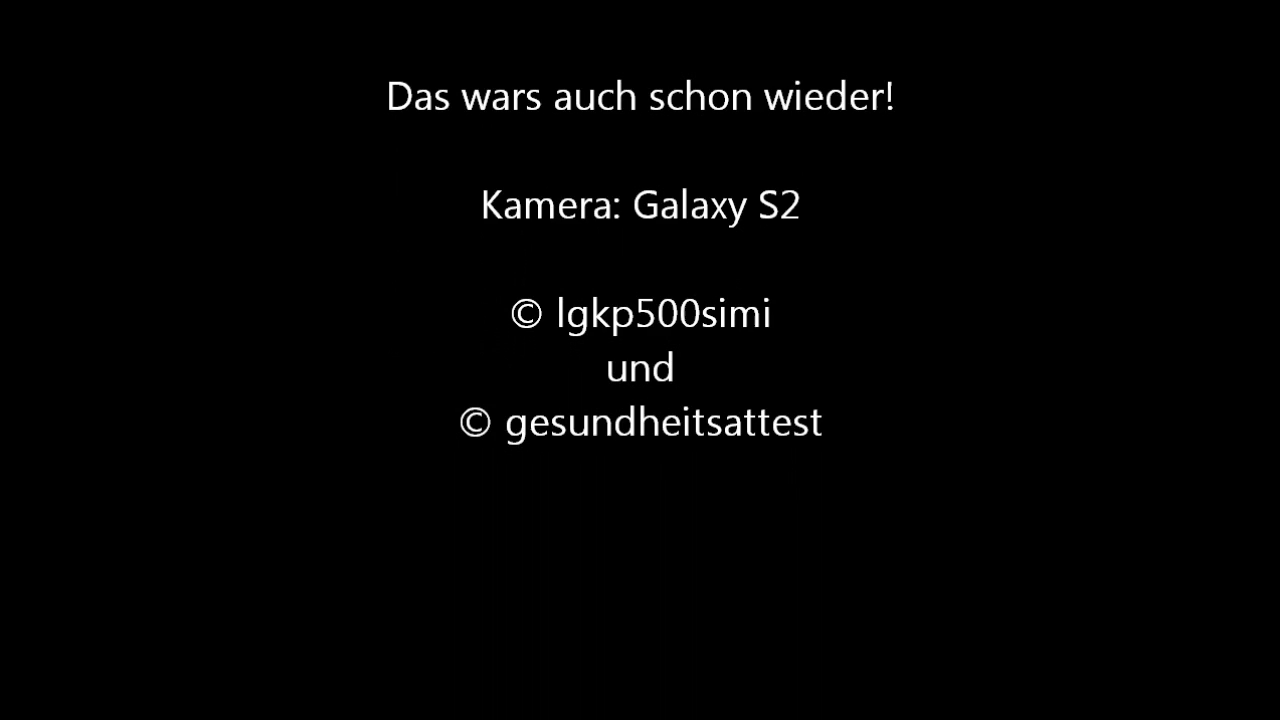 Das wars auch schon wieder!
Kamera: Galaxy S2
© lgkp500simi
und
© gesundheitsattest